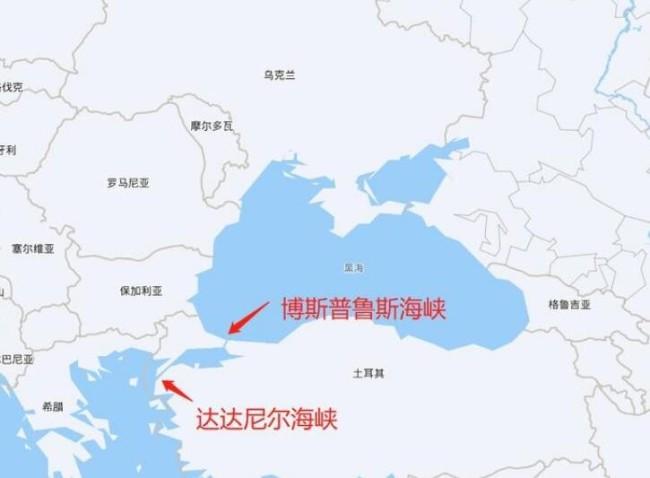 乌克兰
洛伐克
摩尔多瓦
牙利
罗马尼亚
塞尔维亚
黑海
保加利亚
格鲁吉亚
博斯普鲁斯海峡
巴尼亚
土耳其
希腊
达达尼尔海峡